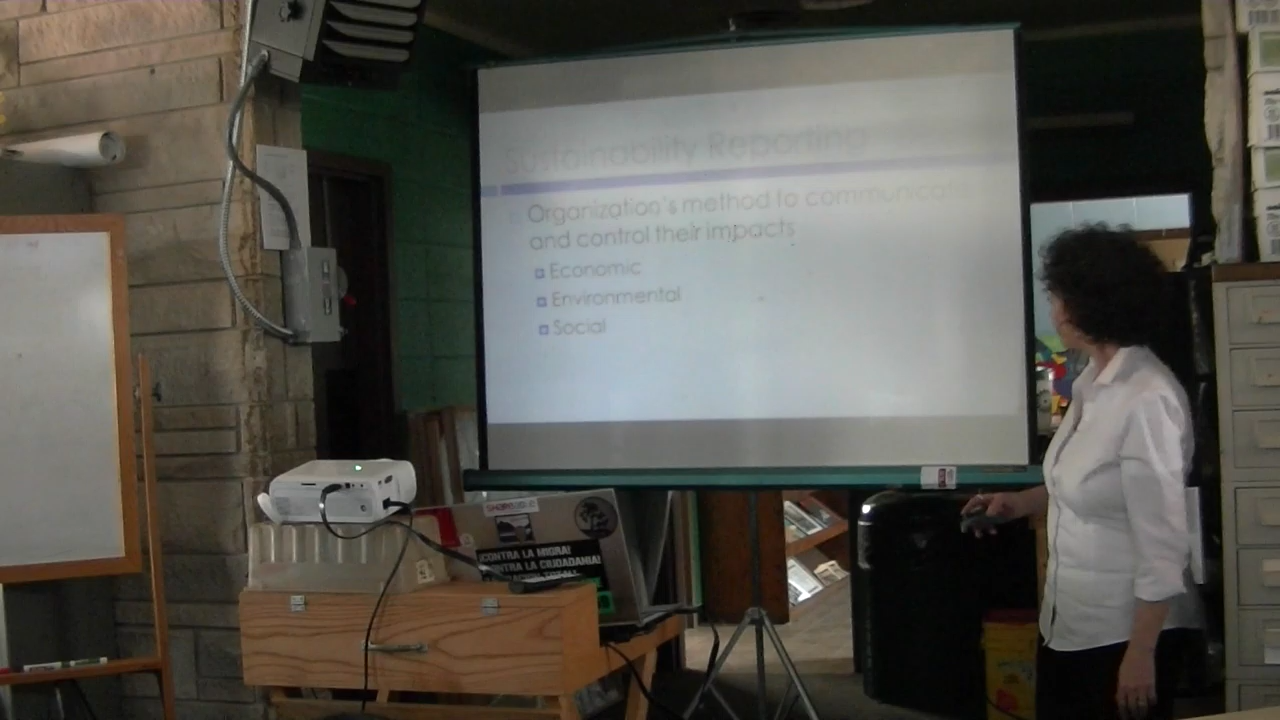 Sustainability Reporting
Organization's method to communicate
and control their impacts
Economic
Environmental
Social
¡CONTRA LA MIGRA!
¡CONTRA LA CIUDADANIA!